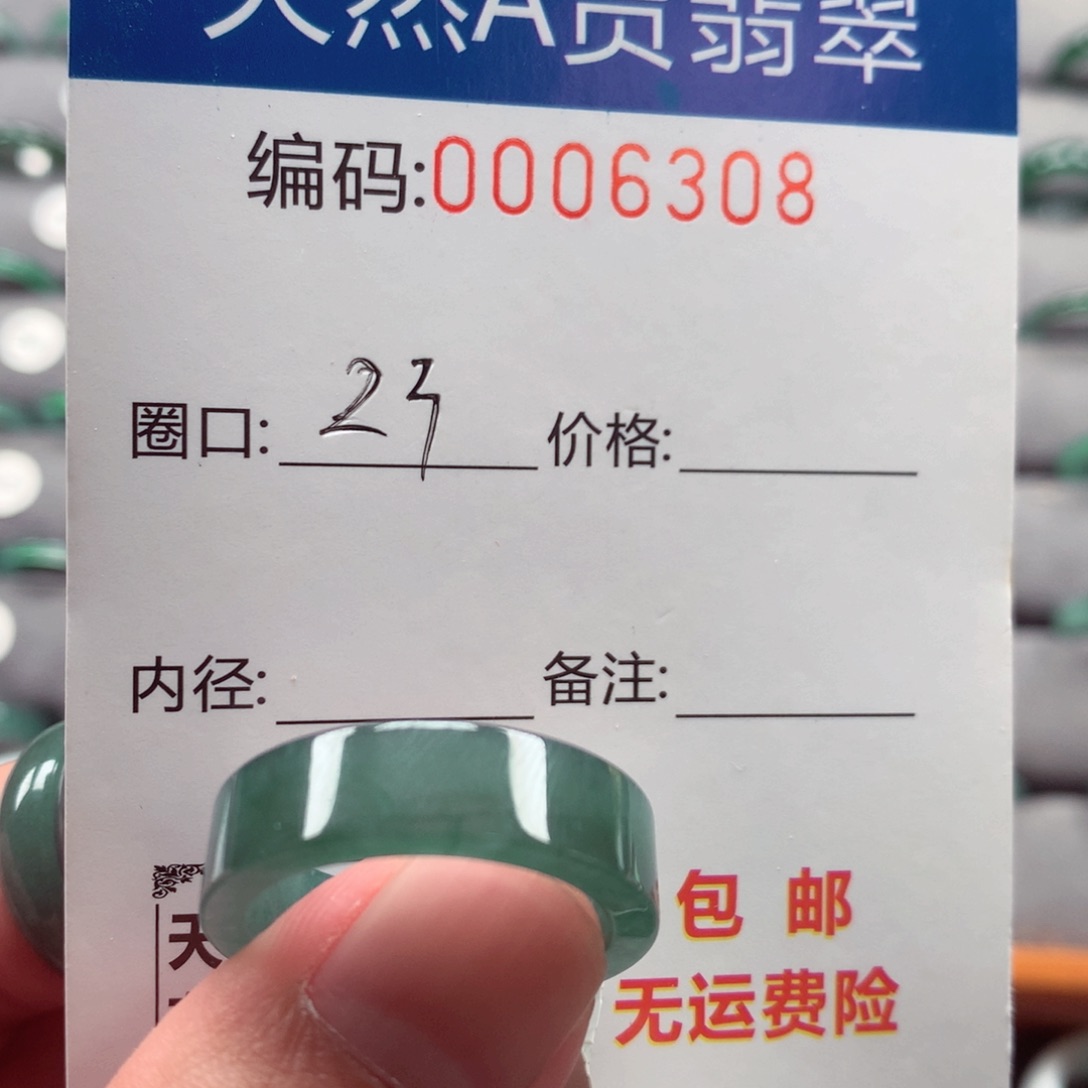 天然A货翡翠
编码:0006308
圈口: 23 价格:
内径: 备注:
包邮
无运费险
天